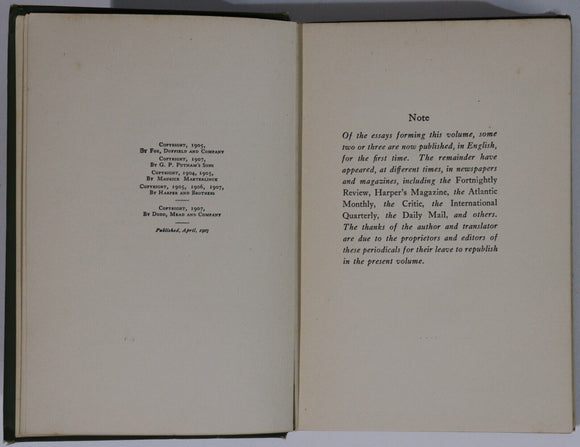 Copyright, 1905,
By Fox, Duffield and Company
Copyright, 1907,
By G. P. Putnam's Sons
Copyright, 1904, 1905,
By Maurice Maeterlinck
Copyright, 1905, 1906, 1907,
By Harper and Brothers
Copyright, 1907,
By Dodd, Mead and Company
Published, April, 1907
Note
Of the essays forming this volume, some
two or three are now published, in English,
for the first time. The remainder have
appeared, at different times, in newspapers
and magazines, including the Fortnightly
Review, Harper's Magazine, the Atlantic
Monthly, the Critic, the International
Quarterly, the Daily Mail, and others.
The thanks of the author and translator
are due to the proprietors and editors of
these periodicals for their leave to republish
in the present volume.